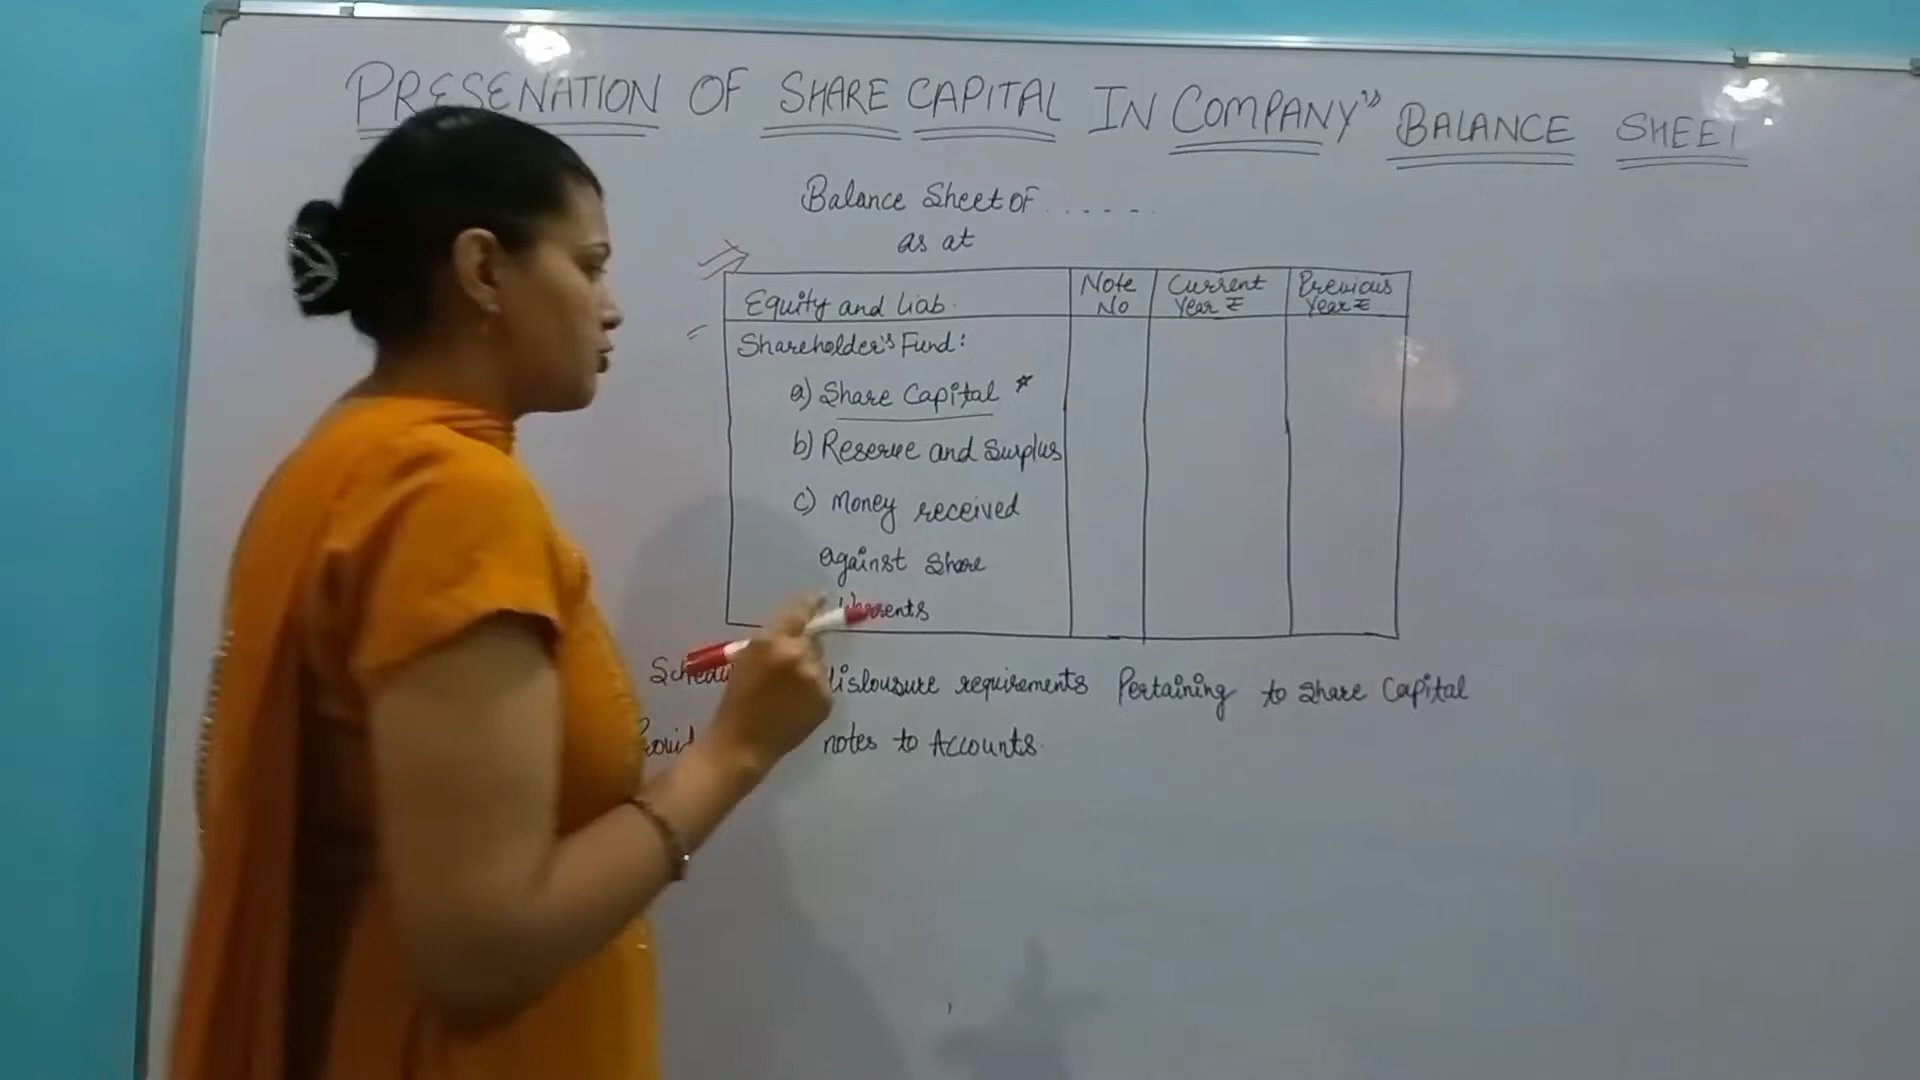 PRESENATION OF SHARE CAPITAL IN COMPANY" BALANCE SHEET
Balance Sheet OF ......
as at
Equity and Liab. Note No Current Year ₹ Previous Year ₹
Shareholder's Fund:
a) Share Capital *
b) Reserve and Surplus
c) Money received
against Share
requirements Pertaining to Share Capital
notes to Accounts.